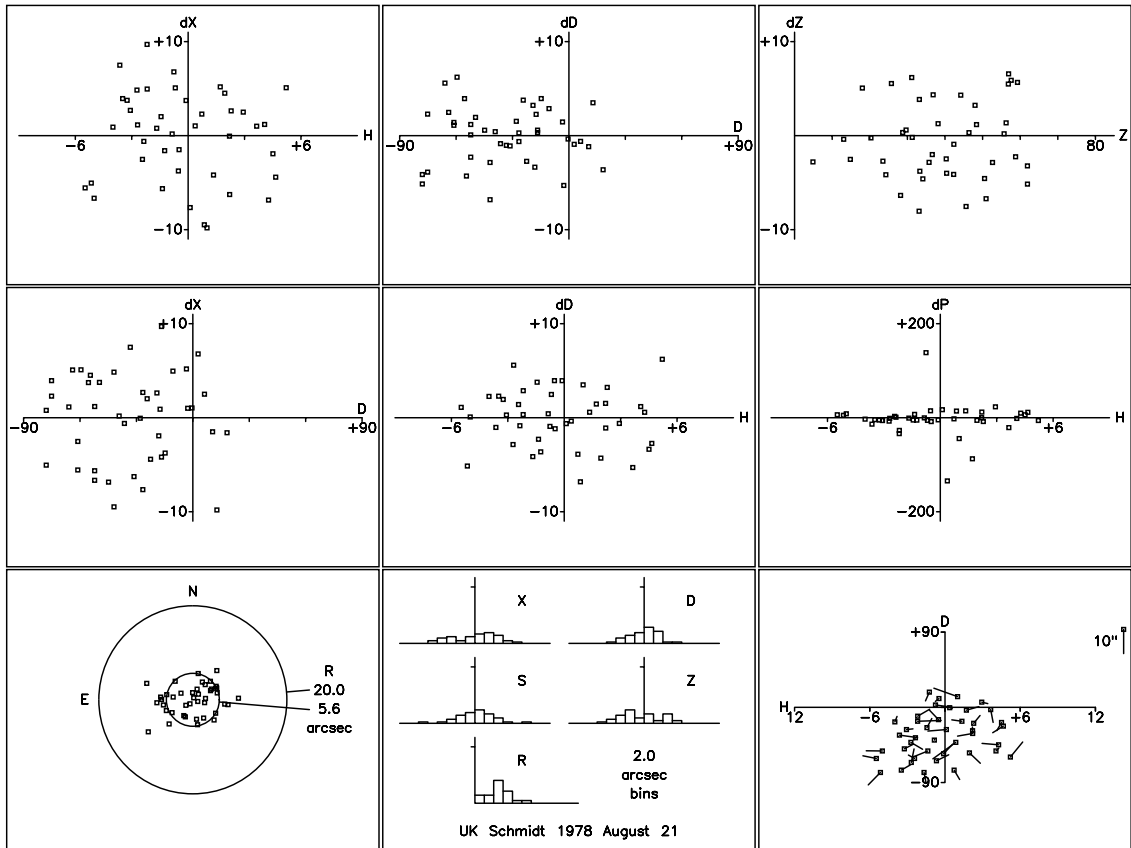 dX
+10
−6
+6
H
−10
dD
+10
−90
+90
D
−10
dZ
+10
80
Z
−10
dX
+10
−90
+90
D
−10
dD
+10
−6
+6
H
−10
dP
+200
−6
+6
H
−200
N
E
R
20.0
5.6
arcsec
X
D
S
Z
R
2.0
arcsec
bins
UK Schmidt 1978 August 21
D
+90
10"
H
12
−6
+6
12
−90